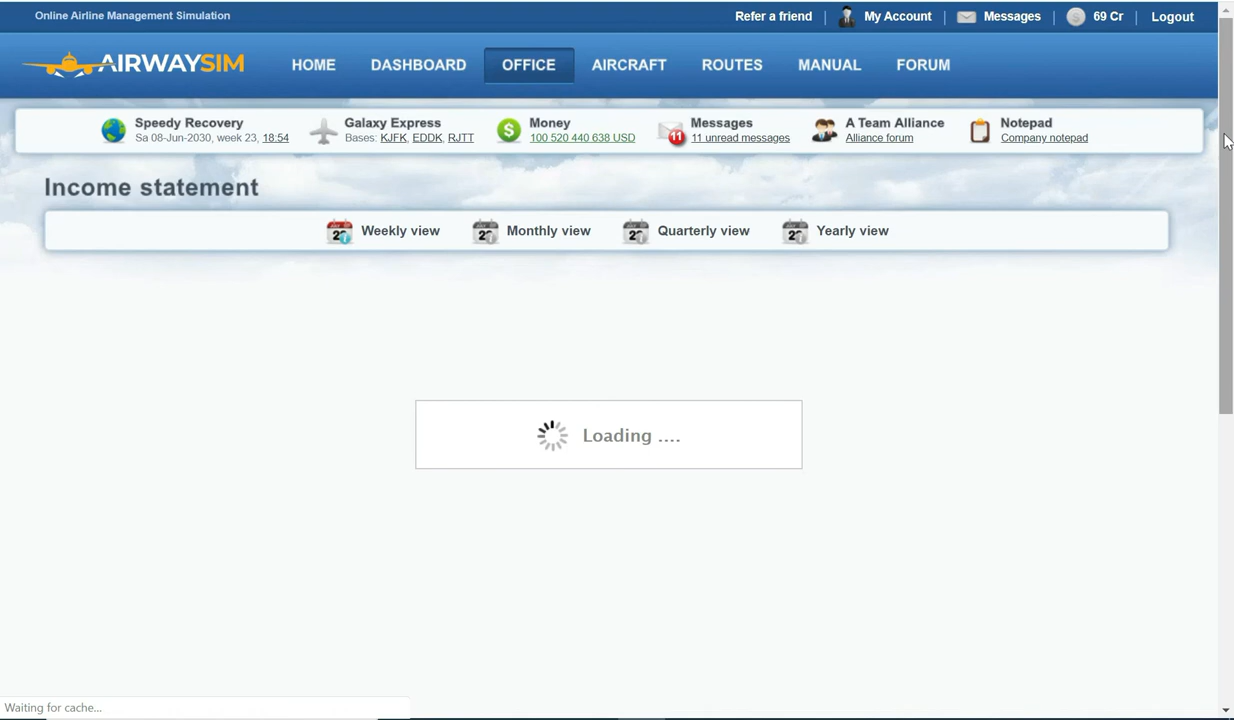 Online Airline Management Simulation
Refer a friend | My Account | Messages | 69 Cr | Logout
AIRWAYSIM HOME DASHBOARD OFFICE AIRCRAFT ROUTES MANUAL FORUM
Speedy Recovery Galaxy Express Money Messages A Team Alliance Notepad
Sa 08-Jun-2030, week 23, 18:54 Bases: KJFK, EDDK, RJTT 100 520 440 638 USD 11 11 unread messages Alliance forum Company notepad
Income statement
Weekly view Monthly view Quarterly view Yearly view
Loading ....
Waiting for cache...